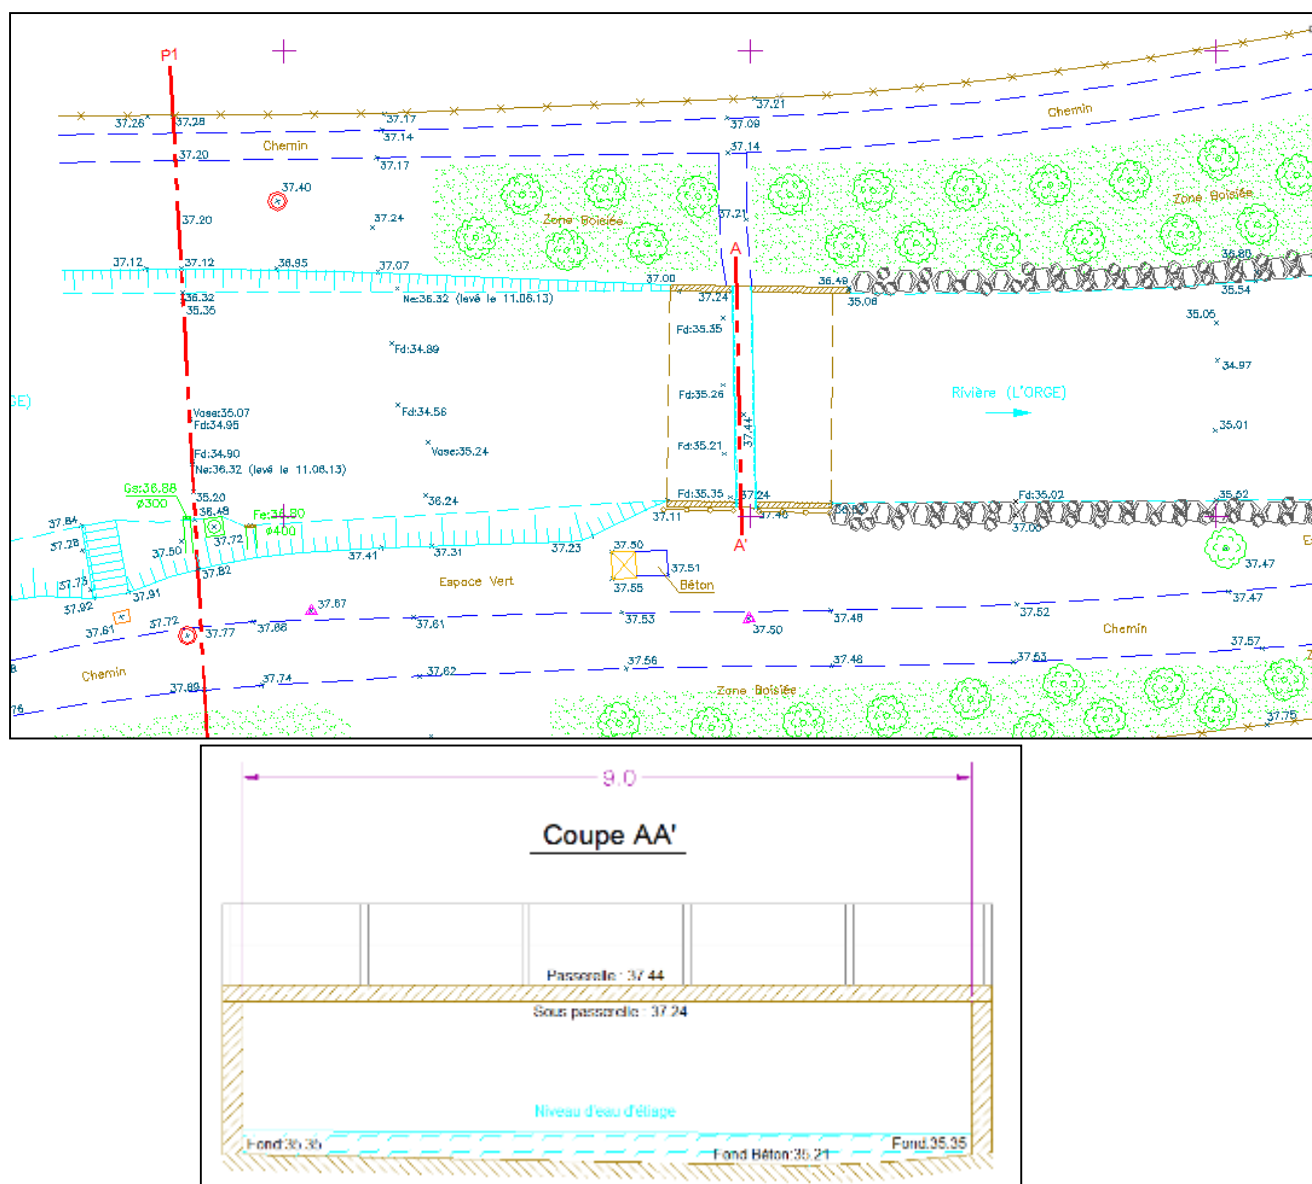 P1
37.21
37.26
37.28
37.17
37.09
Chemin
37.14
Chemin
37.14
37.20
37.17
37.40
Zone Boisiée
Zone Boisiée
37.20
37.24
37.21
A
37.12
37.12
36.95
37.07
37.00
36.49
36.80
36.32
Ne:36.32 (levé le 11.06.13)
37.24
35.06
35.54
35.35
Fd:35.35
35.05
Fd:34.89
34.97
Fd:35.26
Rivière (L'ORGE)
GE)
Vase:35.07
Fd:34.56
Fd:34.95
37.44
35.01
Vase:35.24
Fd:35.21
Fd:34.90
Ne:36.32 (levé le 11.06.13)
Gs:36.88
ø300
35.20
36.24
Fd:35.35
37.24
Fd:35.02
35.52
36.49
ø400
37.11
37.84
37.28
37.50
37.72
37.41
37.31
37.23
A'
37.50
37.82
37.51
Espace Vert
Béton
37.47
37.73
37.91
37.55
37.92
37.87
37.52
37.47
37.61
37.72
37.77
37.88
37.61
37.53
37.50
37.48
Chemin
37.57
Chemin
37.74
37.62
37.56
37.48
37.53
Zone Boisiée
37.75
9.0
Coupe AA'
Passerelle : 37.44
Sous passerelle : 37.24
Niveau d'eau d'étiage
Fond:35.35
Fond:35.35
Fond Béton:35.21